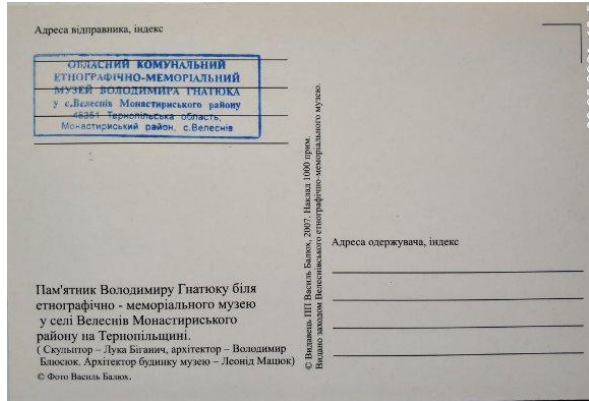 Адреса відправника, індекс
ОБЛАСНИЙ КОМУНАЛЬНИЙ
ЕТНОГРАФІЧНО-МЕМОРІАЛЬНИЙ
МУЗЕЙ ВОЛОДИМИРА ГНАТЮКА
у с.Велеснів Монастириського району
48351 Тернопільська область,
Монастириський район, с.Велеснів
Пам'ятник Володимиру Гнатюку біля
етнографічно - меморіального музею
у селі Велеснів Монастириського
району на Тернопільщині.
( Скульптор – Лука Біганич, архітектор – Володимир
Блюсюк. Архітектор будинку музею – Леонід Мацюк)
© Фото Василь Балюх.
© Видавець ПП Василь Балюх, 2007. Наклад 1000 прим.
Видано заходом Велеснівського етнографічно-меморіального музею.
Адреса одержувача, індекс